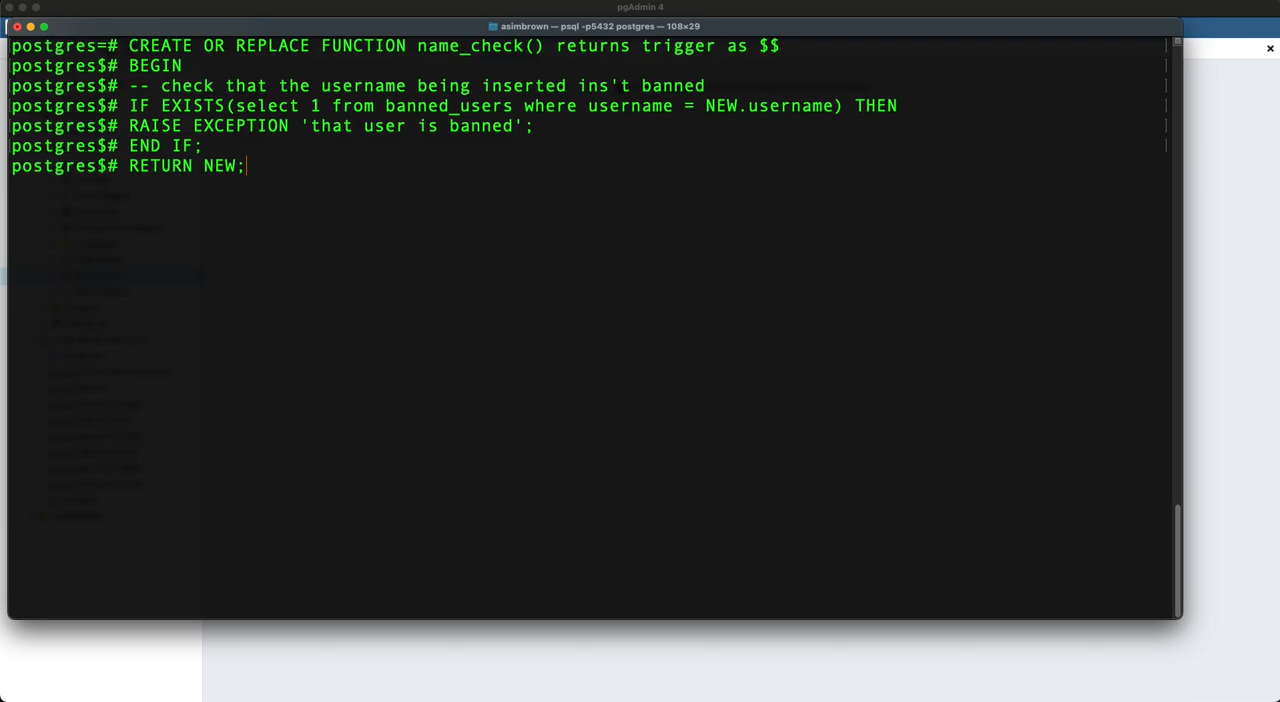 pgAdmin 4
asimbrown — psql -p5432 postgres — 108×29
postgres=# CREATE OR REPLACE FUNCTION name_check() returns trigger as $$
postgres$# BEGIN
postgres$# -- check that the username being inserted ins't banned
postgres$# IF EXISTS(select 1 from banned_users where username = NEW.username) THEN
postgres$# RAISE EXCEPTION 'that user is banned';
postgres$# END IF;
postgres$# RETURN NEW;